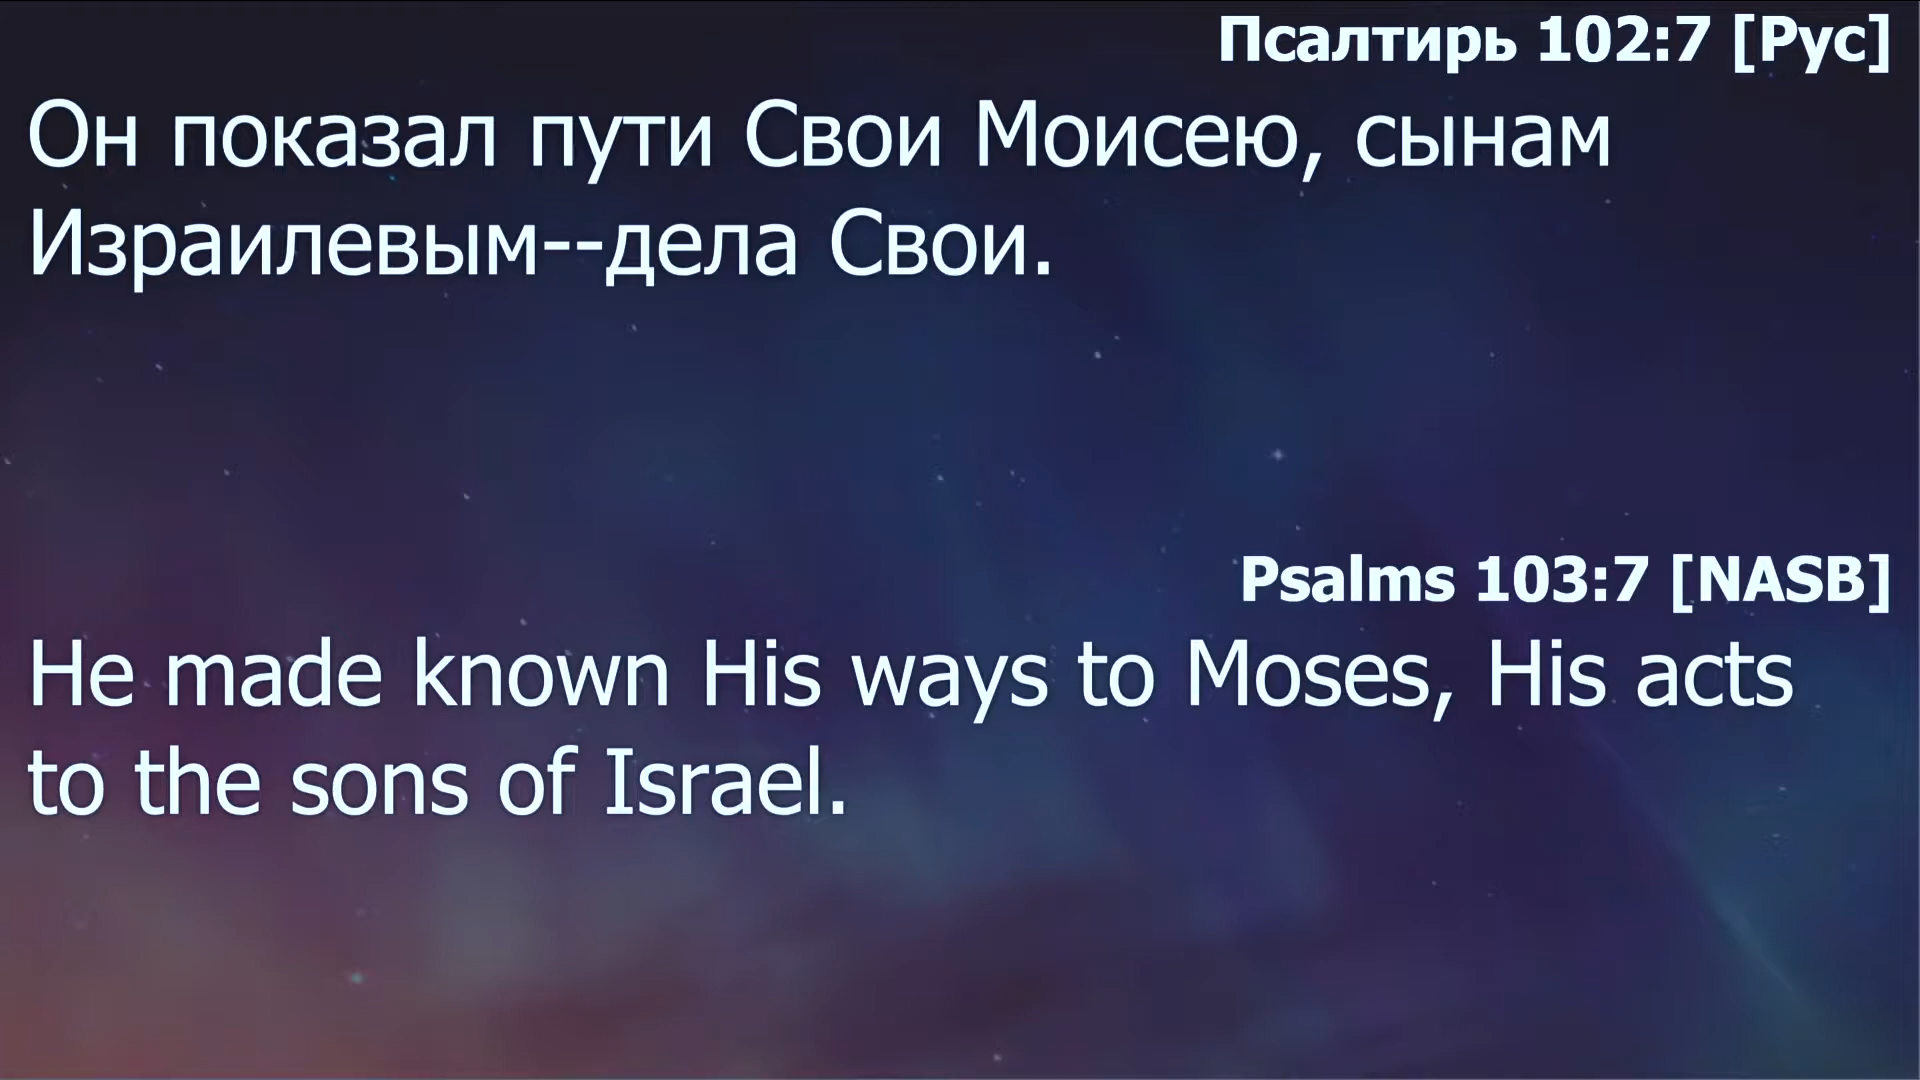 Псалтирь 102:7 [Рус]
Он показал пути Свои Моисею, сынам
Израилевым--дела Свои.
Psalms 103:7 [NASB]
He made known His ways to Moses, His acts
to the sons of Israel.